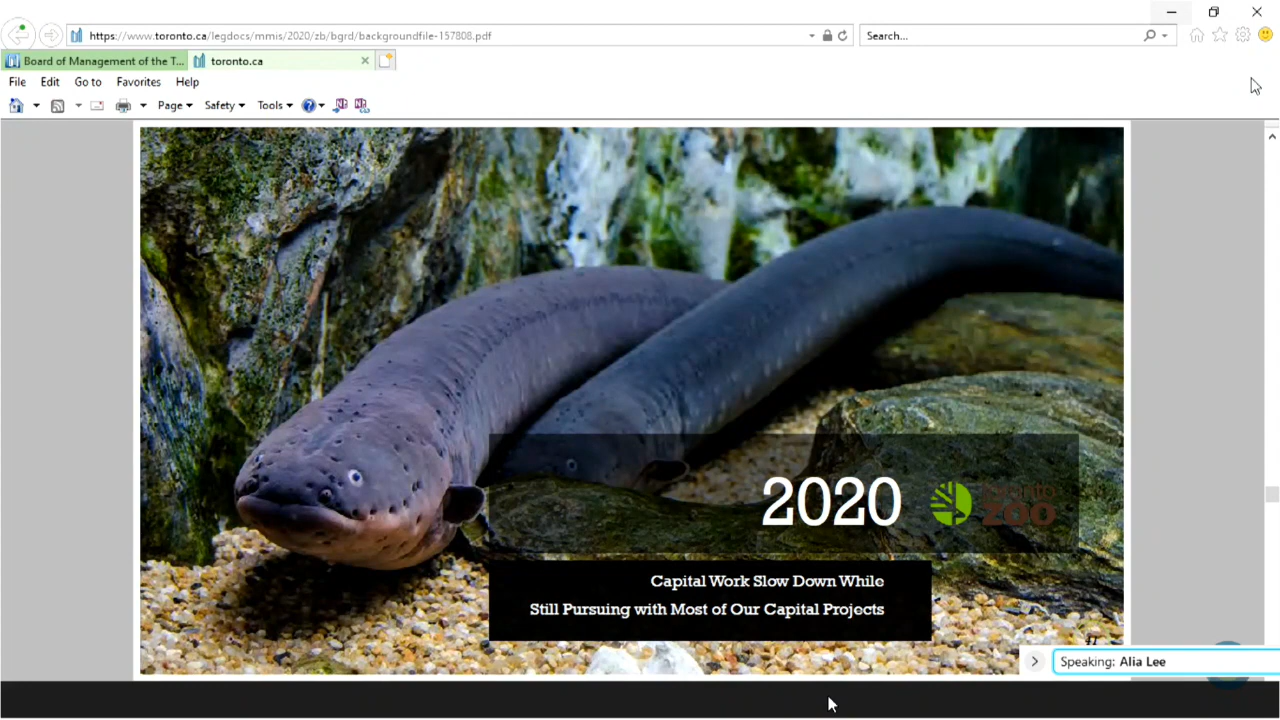 https://www.toronto.ca/legdocs/mmis/2020/zb/bgrd/backgroundfile-157808.pdf
Search...
Board of Management of the T...
toronto.ca
File Edit Go to Favorites Help
Page Safety Tools
2020
toronto
ZOO
Capital Work Slow Down While
Still Pursuing with Most of Our Capital Projects
41
Speaking: Alia Lee